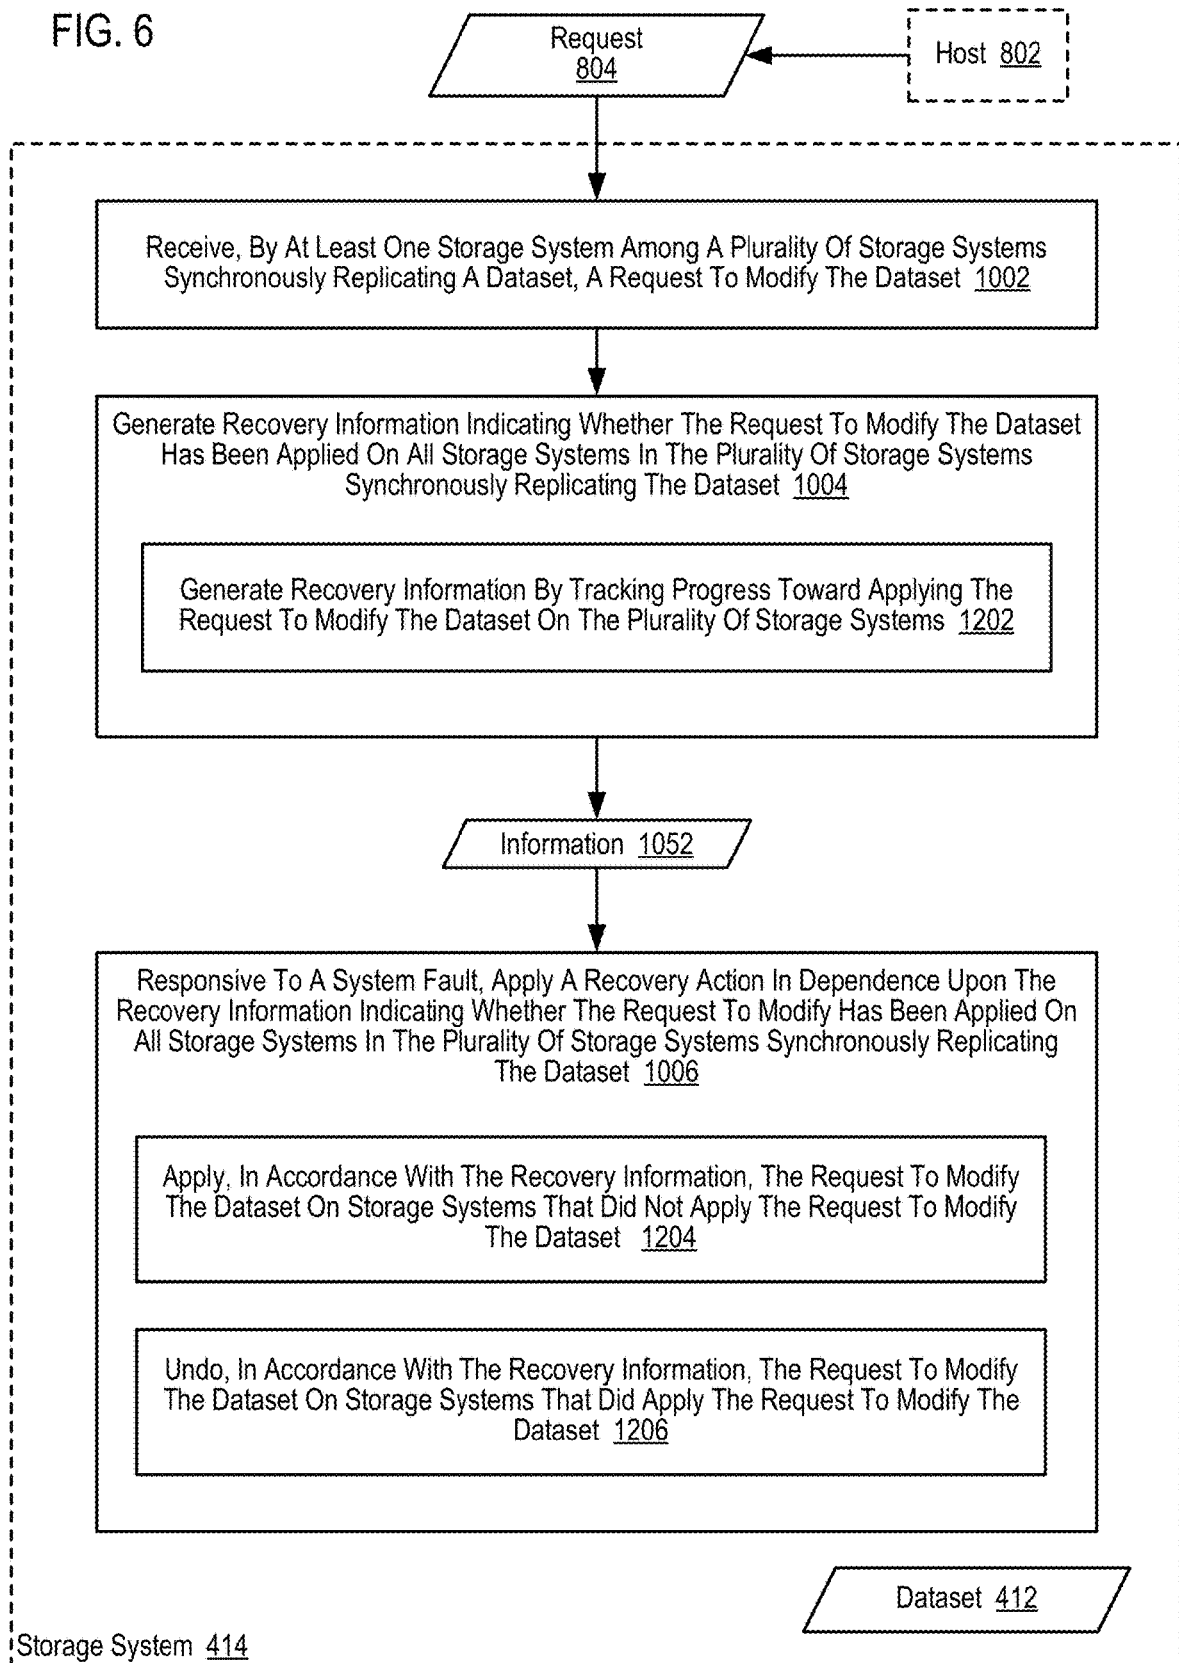 FIG. 6
Request
804
Host 802
Receive, By At Least One Storage System Among A Plurality Of Storage Systems
Synchronously Replicating A Dataset, A Request To Modify The Dataset 1002
Generate Recovery Information Indicating Whether The Request To Modify The Dataset
Has Been Applied On All Storage Systems In The Plurality Of Storage Systems
Synchronously Replicating The Dataset 1004
Generate Recovery Information By Tracking Progress Toward Applying The
Request To Modify The Dataset On The Plurality Of Storage Systems 1202
Information 1052
Responsive To A System Fault, Apply A Recovery Action In Dependence Upon The
Recovery Information Indicating Whether The Request To Modify Has Been Applied On
All Storage Systems In The Plurality Of Storage Systems Synchronously Replicating
The Dataset 1006
Apply, In Accordance With The Recovery Information, The Request To Modify
The Dataset On Storage Systems That Did Not Apply The Request To Modify
The Dataset 1204
Undo, In Accordance With The Recovery Information, The Request To Modify
The Dataset On Storage Systems That Did Apply The Request To Modify The
Dataset 1206
Dataset 412
Storage System 414